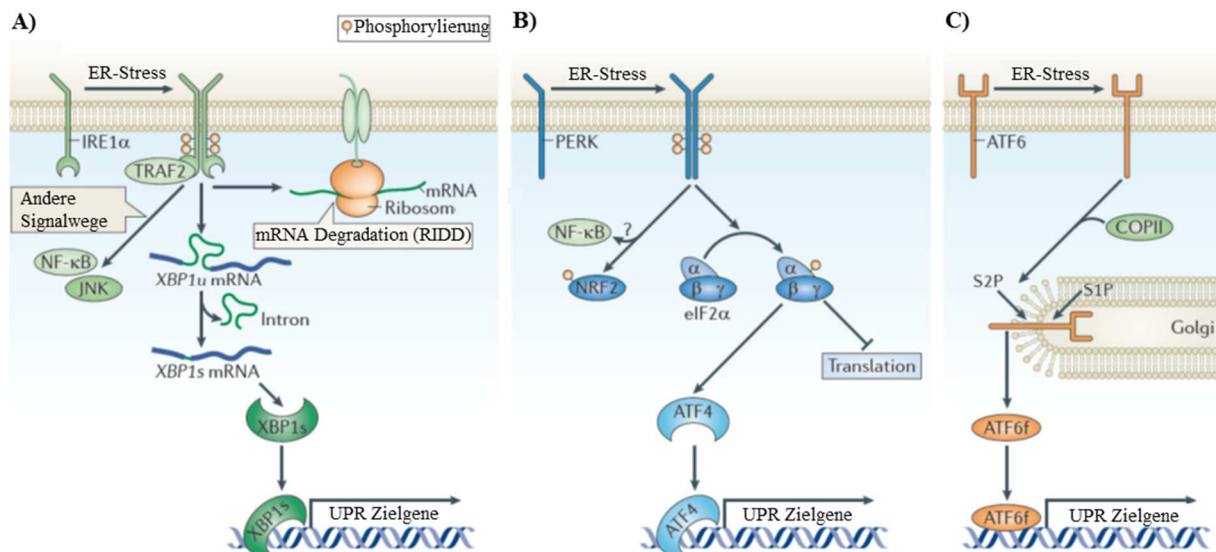 A)
Phosphorylierung
ER-Stress
IRE1α
TRAF2
Andere
Signalwege
NF-κB
JNK
mRNA
Ribosom
mRNA Degradation (RIDD)
XBP1u mRNA
Intron
XBP1s mRNA
XBP1s
XBP1s
UPR Zielgene
B)
ER-Stress
PERK
NF-κB
?
NRF2
α
β γ
eIF2α
α
β γ
Translation
ATF4
ATF4
UPR Zielgene
C)
ER-Stress
ATF6
COPII
S2P
S1P
Golgi
ATF6f
ATF6f
UPR Zielgene